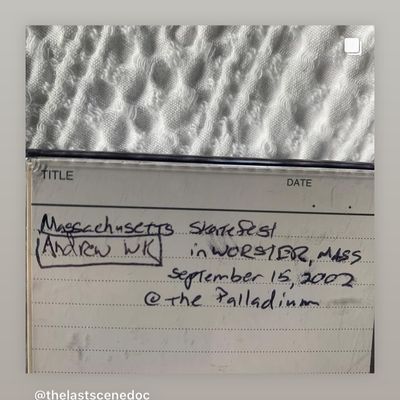 TITLE
DATE
Massachusetts Skatefest
Andrew WK in WORSTER, MASS
September 15, 2002
@ the Palladium
@thelastscenedoc